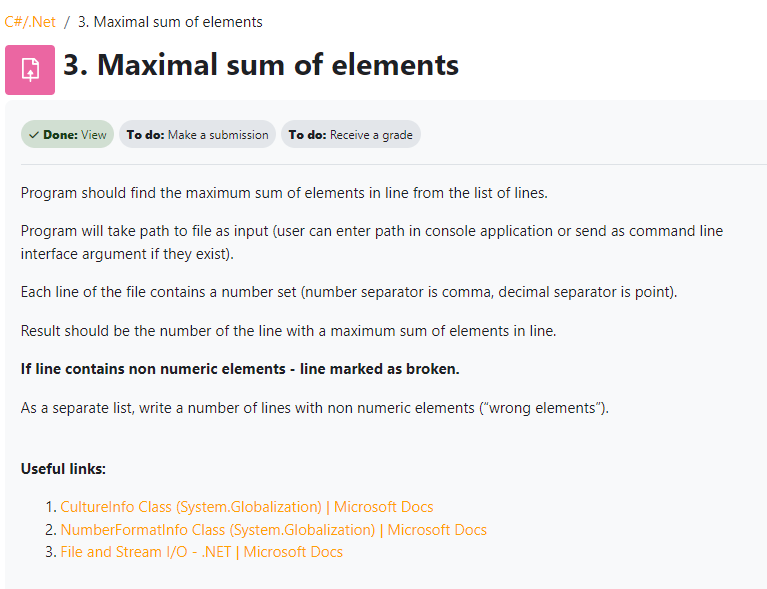 C#/.Net / 3. Maximal sum of elements
3. Maximal sum of elements
✓ Done: View To do: Make a submission To do: Receive a grade
Program should find the maximum sum of elements in line from the list of lines.
Program will take path to file as input (user can enter path in console application or send as command line
interface argument if they exist).
Each line of the file contains a number set (number separator is comma, decimal separator is point).
Result should be the number of the line with a maximum sum of elements in line.
If line contains non numeric elements - line marked as broken.
As a separate list, write a number of lines with non numeric elements (“wrong elements”).
Useful links:
1. CultureInfo Class (System.Globalization) | Microsoft Docs
2. NumberFormatInfo Class (System.Globalization) | Microsoft Docs
3. File and Stream I/O - .NET | Microsoft Docs